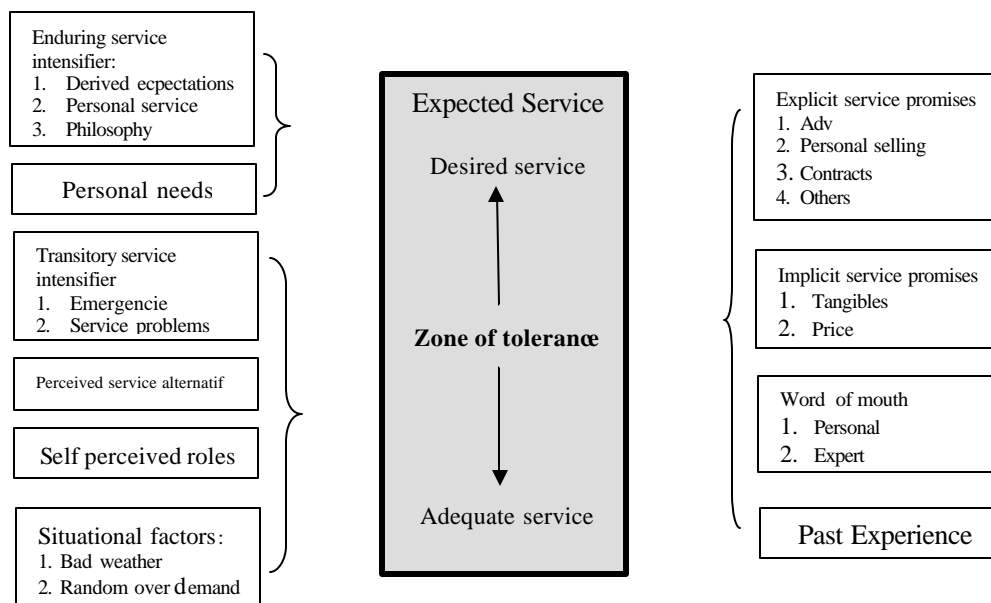 Enduring service
intensifier:
1. Derived ecpectations
2. Personal service
3. Philosophy
Personal needs
Transitory service
intensifier
1. Emergencie
2. Service problems
Perceived service alternatif
Self perceived roles
Situational factors:
1. Bad weather
2. Random over demand
Expected Service
Desired service
Zone of tolerance
Adequate service
Explicit service promises
1. Adv
2. Personal selling
3. Contracts
4. Others
Implicit service promises
1. Tangibles
2. Price
Word of mouth
1. Personal
2. Expert
Past Experience